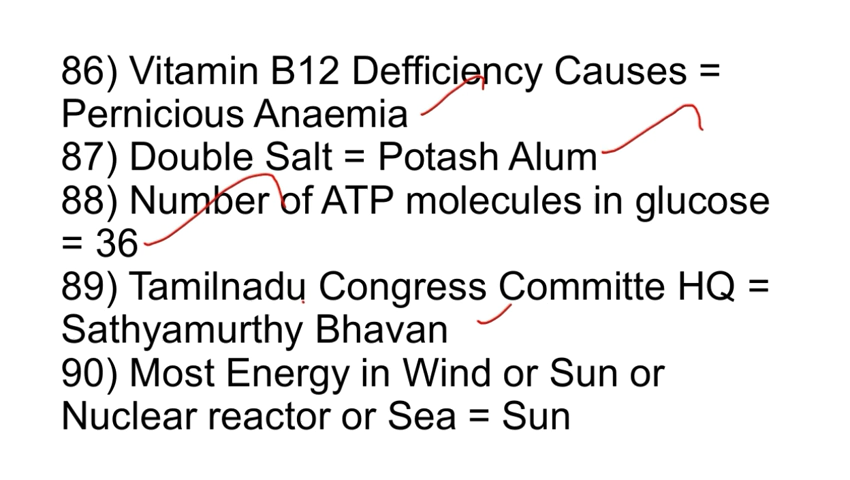 86) Vitamin B12 Defficiency Causes =
Pernicious Anaemia
87) Double Salt = Potash Alum
88) Number of ATP molecules in glucose
= 36
89) Tamilnadu Congress Committe HQ =
Sathyamurthy Bhavan
90) Most Energy in Wind or Sun or
Nuclear reactor or Sea = Sun